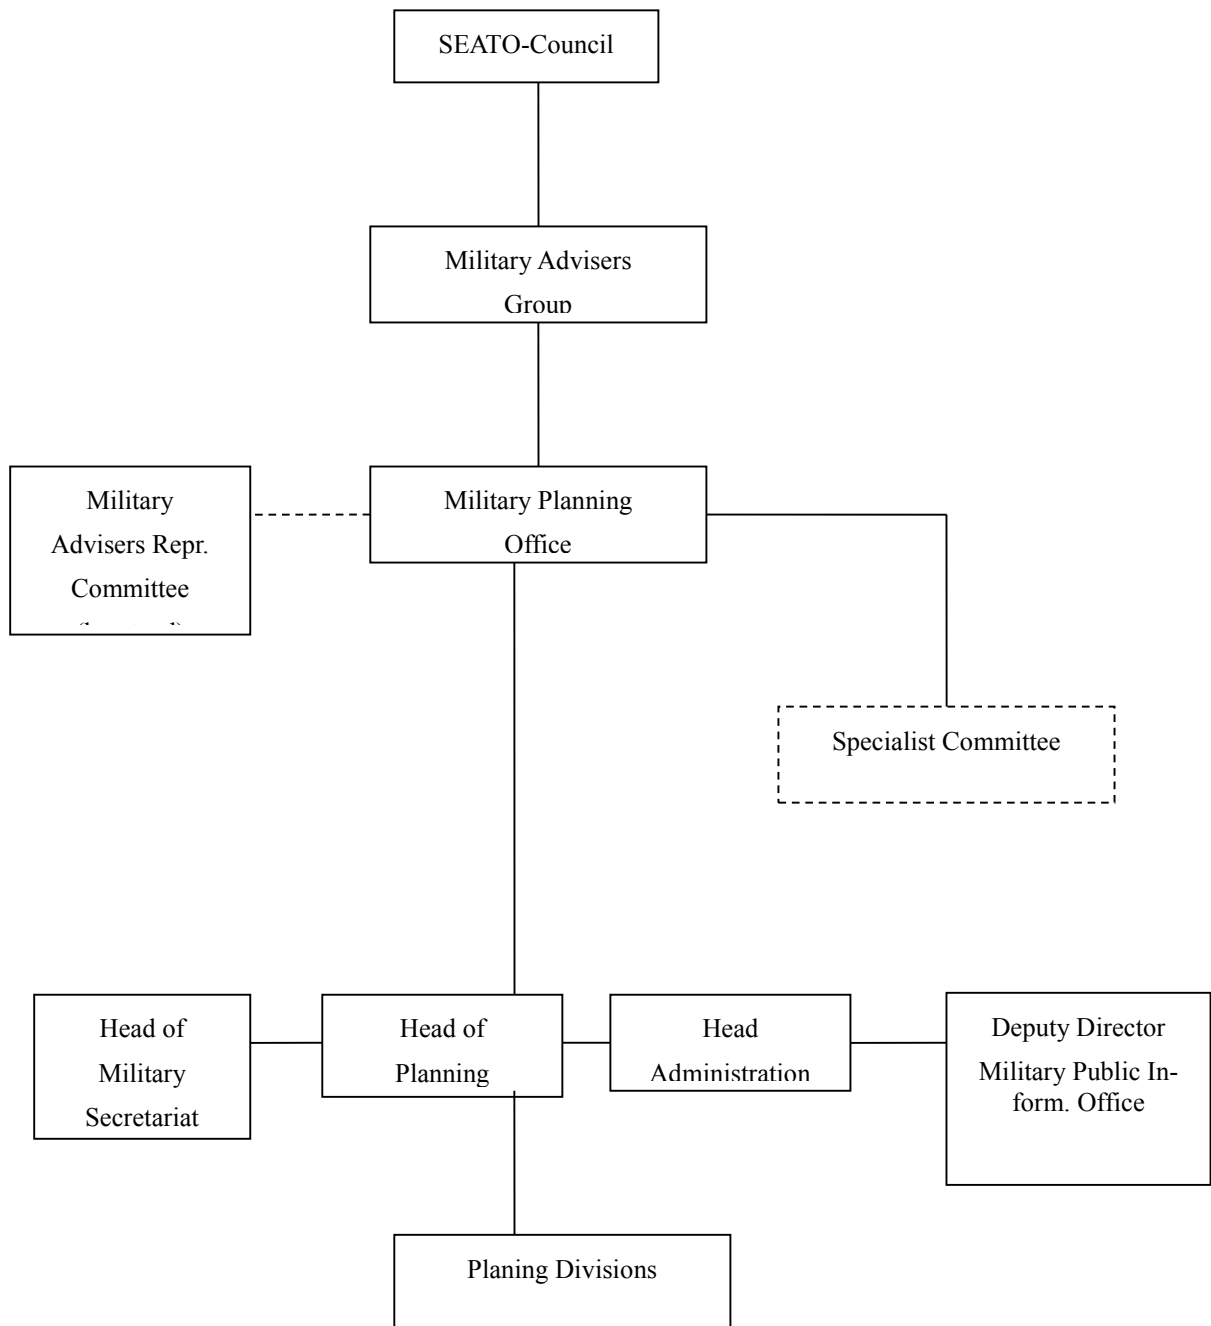 SEATO-Council
Military Advisers
Group
Military
Advisers Repr.
Committee
Military Planning
Office
Specialist Committee
Head of
Military
Secretariat
Head of
Planning
Head
Administration
Deputy Director
Military Public In-
form. Office
Planing Divisions